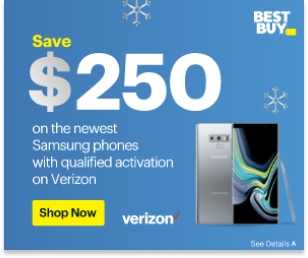 BEST
BUY
Save
$250
on the newest
Samsung phones
with qualified activation
on Verizon
Shop Now
verizon✓
See Details